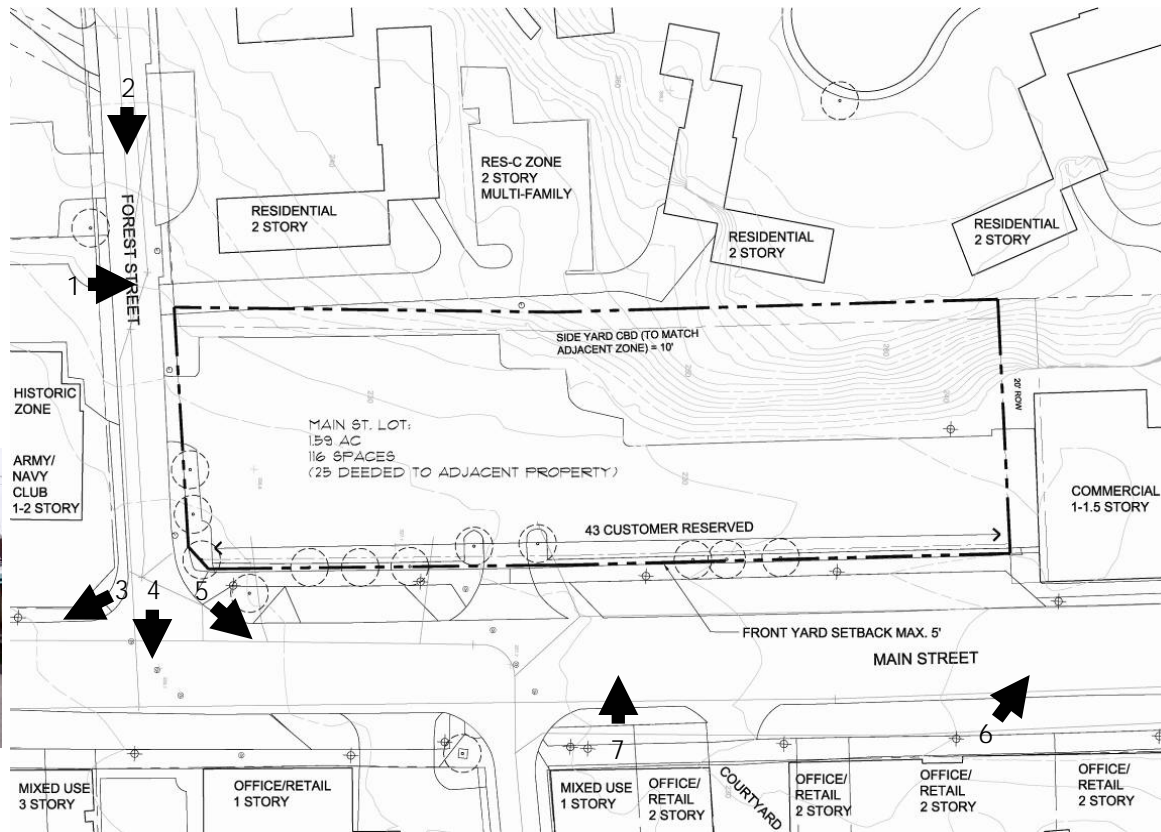 2
FOREST STREET
RES-C ZONE
2 STORY
MULTI-FAMILY
RESIDENTIAL
2 STORY
RESIDENTIAL
2 STORY
RESIDENTIAL
2 STORY
1
SIDE YARD CBD (TO MATCH
ADJACENT ZONE) = 10'
20' ROW
HISTORIC
ZONE
ARMY/
NAVY
CLUB
1-2 STORY
MAIN ST. LOT:
1.59 AC
116 SPACES
(25 DEEDED TO ADJACENT PROPERTY)
COMMERCIAL
1-1.5 STORY
43 CUSTOMER RESERVED
3
4
5
FRONT YARD SETBACK MAX. 5'
MAIN STREET
6
7
MIXED USE
3 STORY
OFFICE/RETAIL
1 STORY
MIXED USE
1 STORY
OFFICE/
RETAIL
2 STORY
COURTYARD
OFFICE/
RETAIL
2 STORY
OFFICE/
RETAIL
2 STORY
OFFICE/
RETAIL
2 STORY